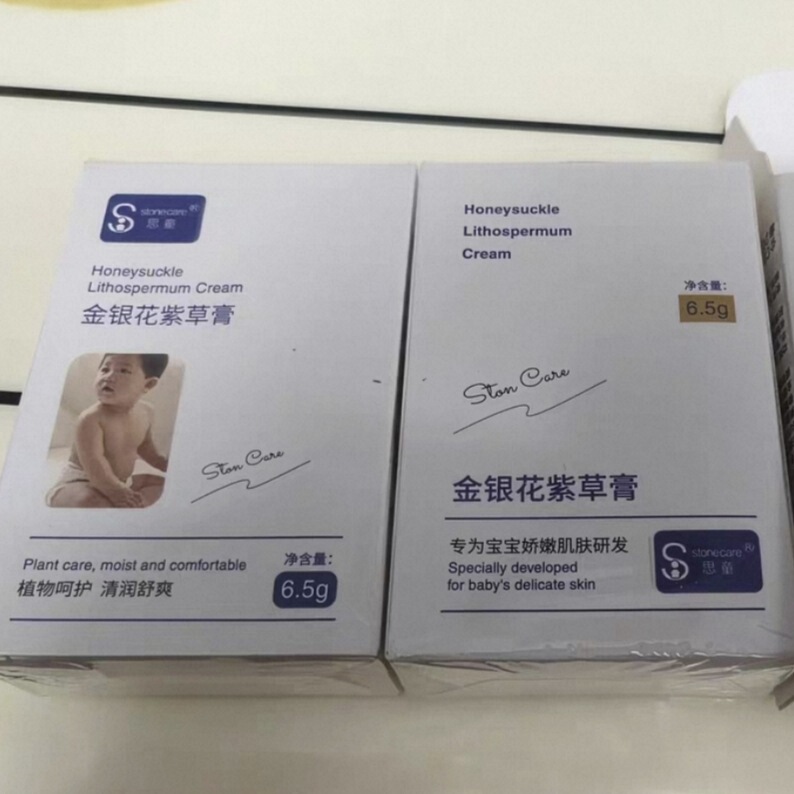 stonecare
思童
Honeysuckle
Lithospermum Cream
金银花紫草膏
Ston Care
Plant care, moist and comfortable
植物呵护 清润舒爽
净含量:
6.5g
Honeysuckle
Lithospermum
Cream
净含量:
6.5g
Ston Care
金银花紫草膏
专为宝宝娇嫩肌肤研发
Specially developed
for baby's delicate skin
stonecare
思童